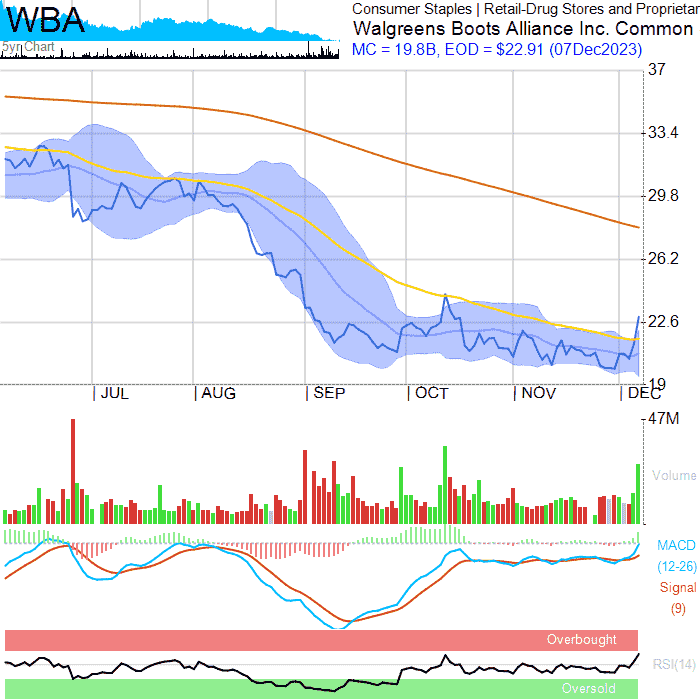 WBA
5yr Chart
Consumer Staples | Retail-Drug Stores and Proprietar
Walgreens Boots Alliance Inc. Common
MC = 19.8B, EOD = $22.91 (07Dec2023)
37
33.4
29.8
26.2
22.6
19
JUL AUG SEP OCT NOV DEC
47M
Volume
MACD
(12-26)
Signal
(9)
Overbought
RSI(14)
Oversold